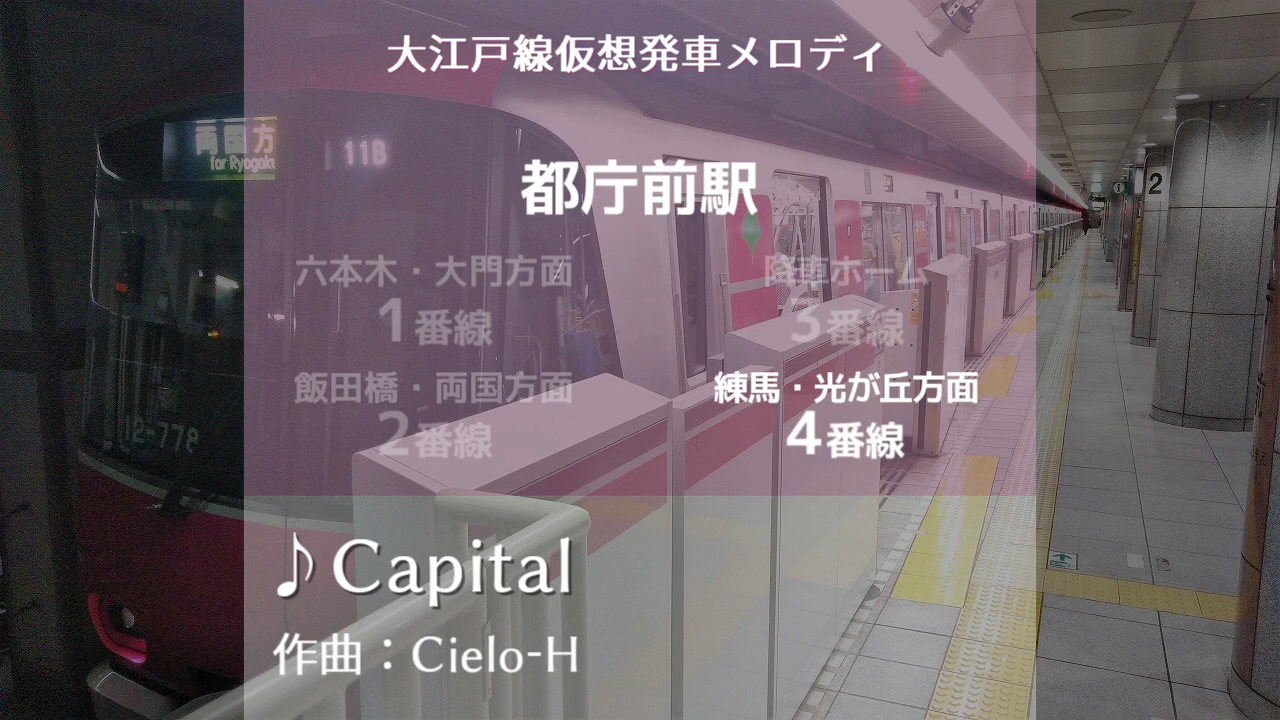 大江戸線仮想発車メロディ
両国方
for Ryogoku
11B
都庁前駅
2
六本木・大門方面
1番線
降車ホーム
3番線
飯田橋・両国方面
2番線
練馬・光が丘方面
4番線
12-778
♪Capital
作曲：Cielo-H